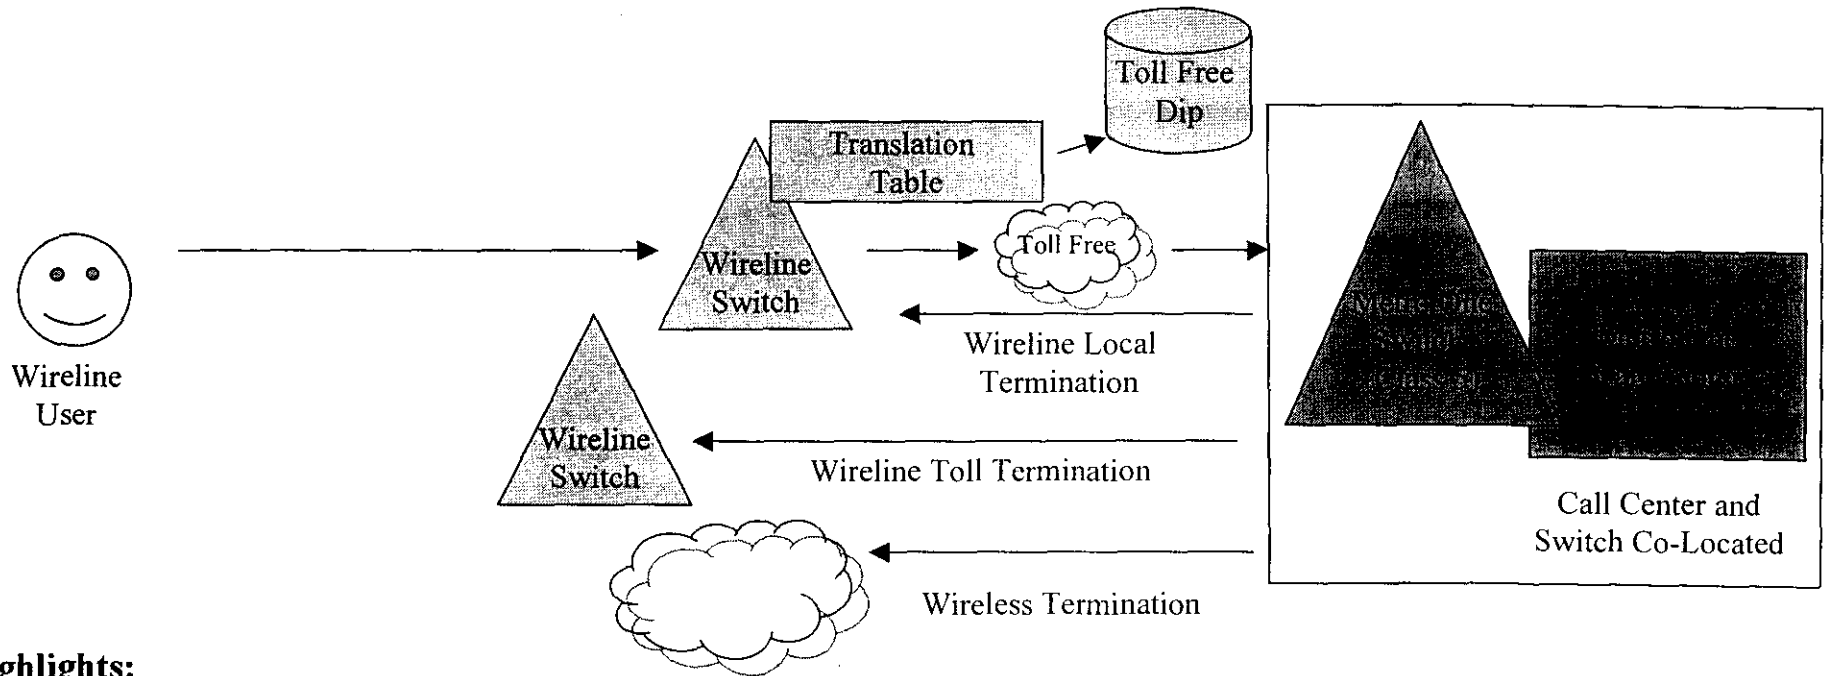 Toll Free
Dip
Translation
Table
Toll Free
Wireline
Switch
Wireline Local
Termination
Wireline
User
Wireline
Switch
Wireline Toll Termination
Call Center and
Switch Co-Located
Wireless Termination
ghlights: